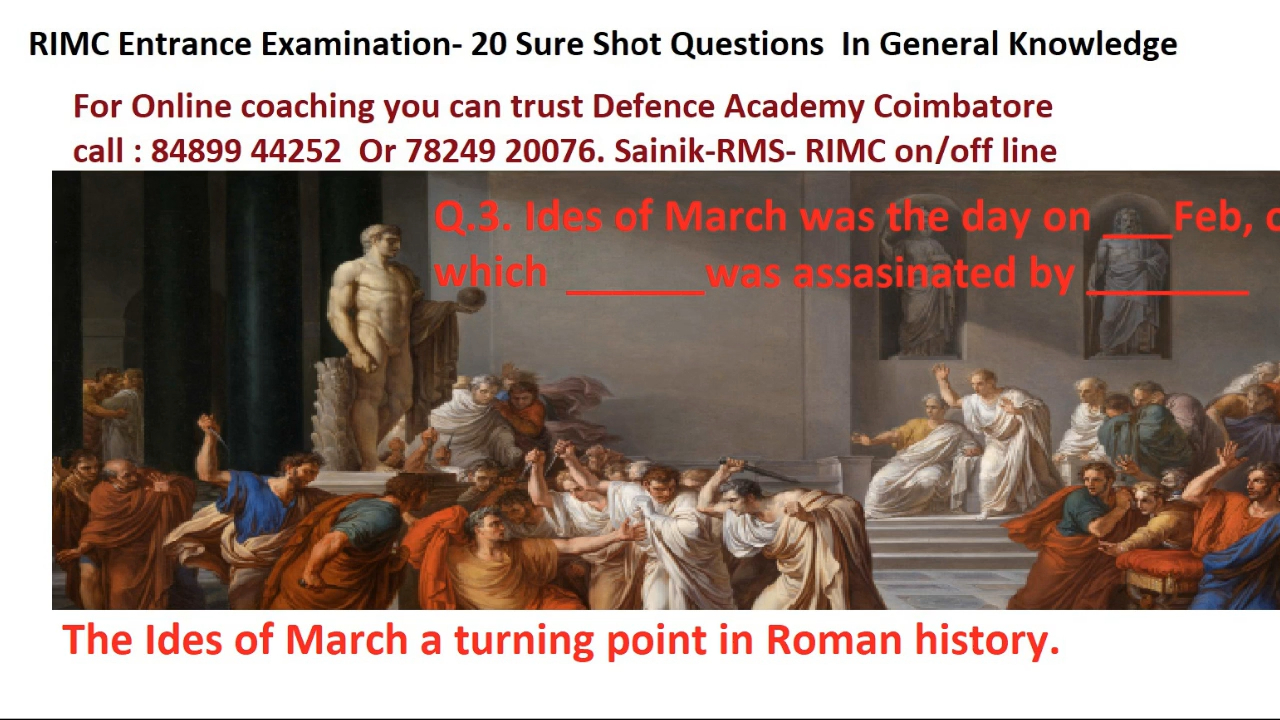 RIMC Entrance Examination- 20 Sure Shot Questions In General Knowledge
For Online coaching you can trust Defence Academy Coimbatore
call : 84899 44252 Or 78249 20076. Sainik-RMS- RIMC on/off line
Q.3. Ides of March was the day on ___Feb,
which ______was assasinated by _______
The Ides of March a turning point in Roman history.